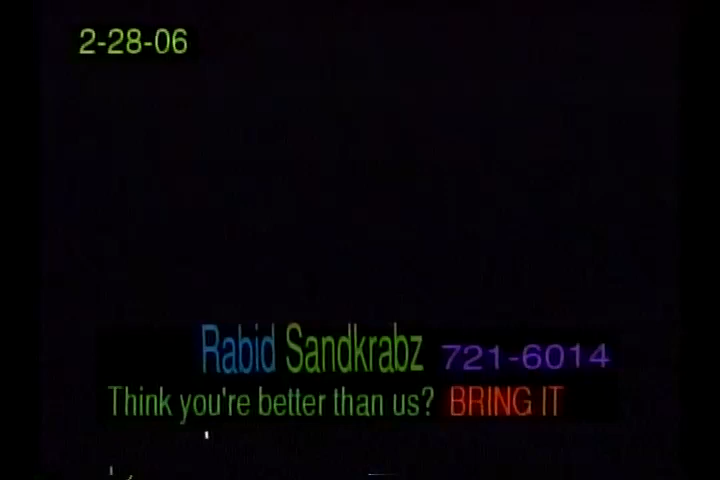 2-28-06
Rabid Sandkrabz 721-6014
Think you're better than us? BRING IT